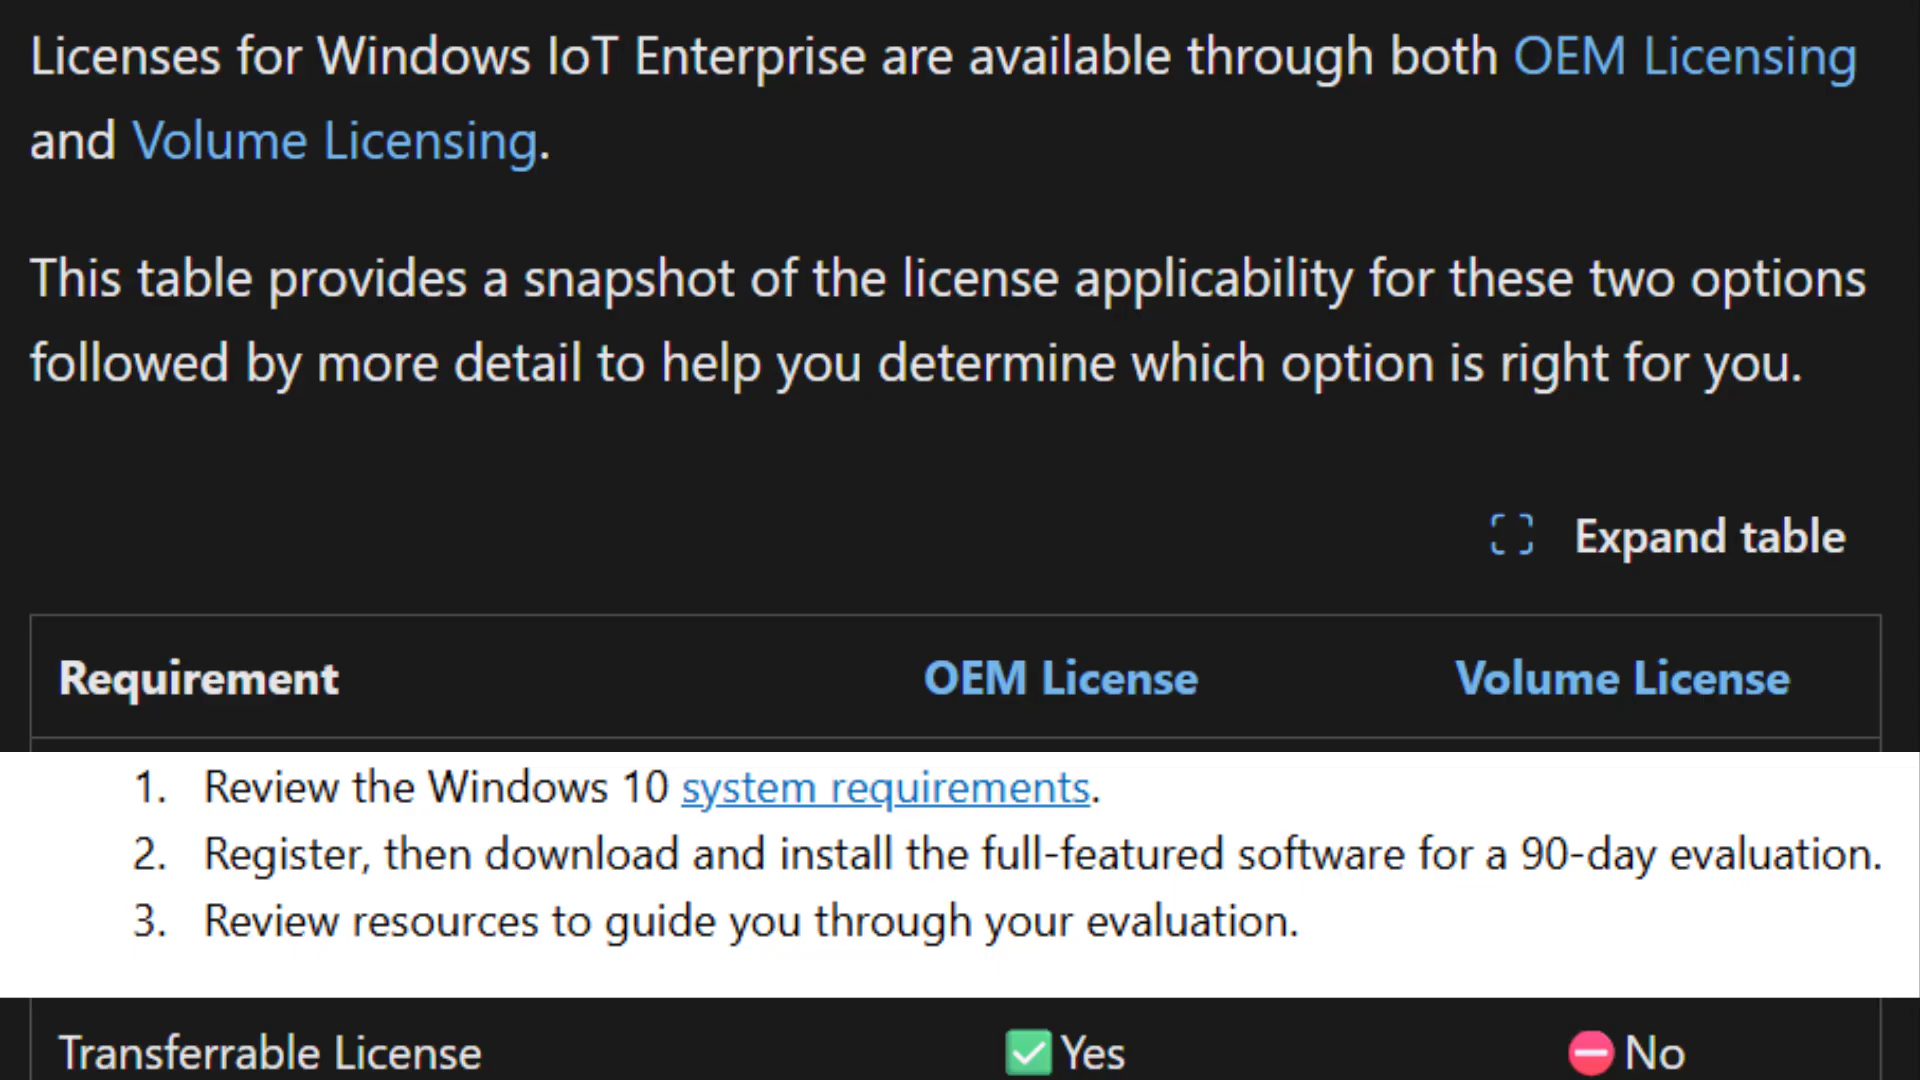 Licenses for Windows IoT Enterprise are available through both OEM Licensing
and Volume Licensing.
This table provides a snapshot of the license applicability for these two options
followed by more detail to help you determine which option is right for you.
Expand table
Requirement OEM License Volume License
1. Review the Windows 10 system requirements.
2. Register, then download and install the full-featured software for a 90-day evaluation.
3. Review resources to guide you through your evaluation.
Transferrable License Yes No